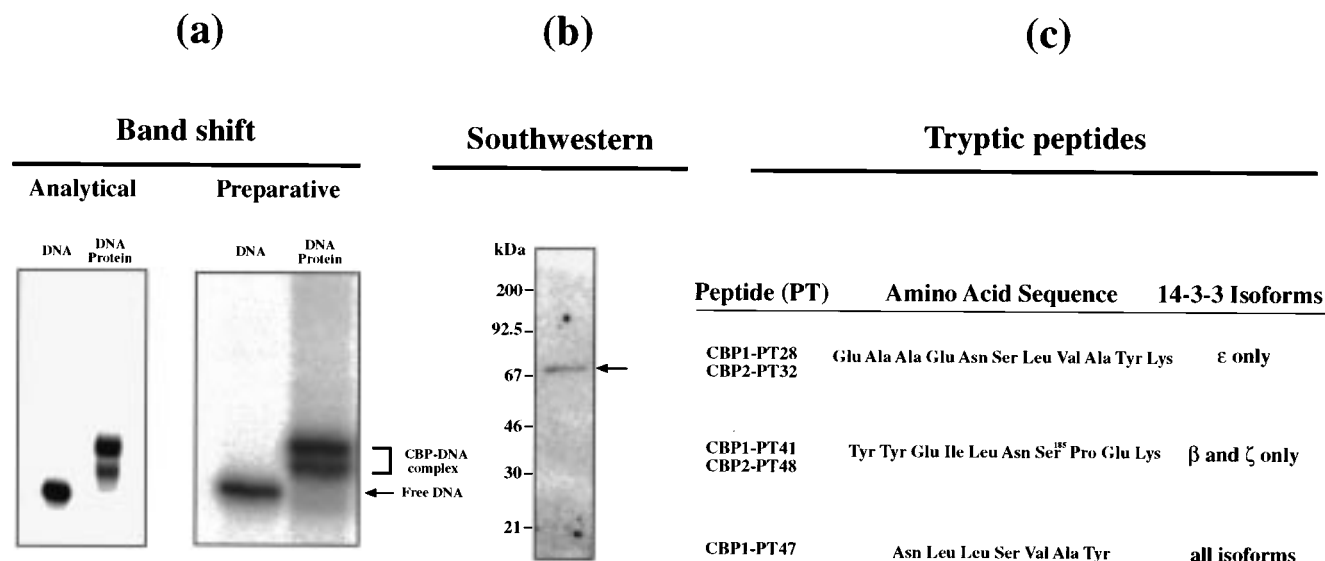 (a)
(b)
(c)
Band shift
Southwestern
Tryptic peptides
Analytical
Preparative
DNA
DNA
Protein
DNA
DNA
Protein
CBP-DNA
complex
Free DNA
kDa
200
92.5
67
46
30
21
Peptide (PT) Amino Acid Sequence 14-3-3 Isoforms
CBP1-PT28
CBP2-PT32
Glu Ala Ala Glu Asn Ser Leu Val Ala Tyr Lys
ε only
CBP1-PT41
CBP2-PT48
Tyr Tyr Glu Ile Leu Asn Ser¹⁸⁵ Pro Glu Lys
β and ζ only
CBP1-PT47 Asn Leu Leu Ser Val Ala Tyr all isoforms